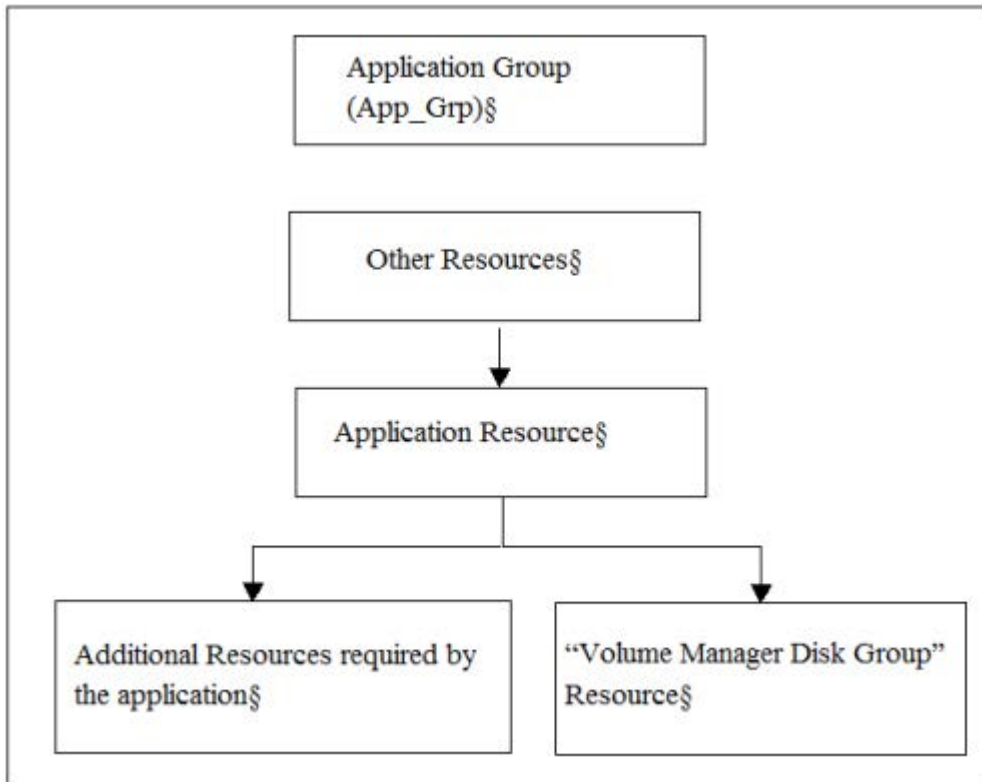 Application Group
(App_Grp)§
Other Resources§
Application Resource§
Additional Resources required by
the application§
“Volume Manager Disk Group”
Resource§